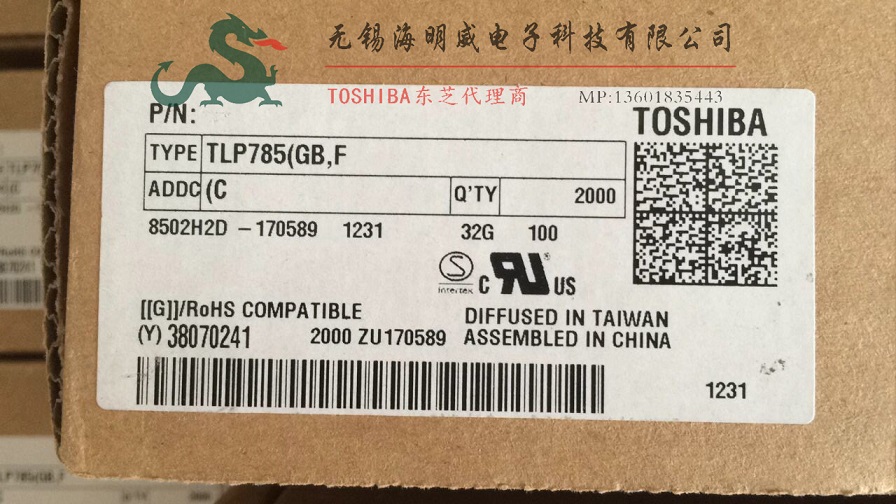 无锡海明威电子科技有限公司
TOSHIBA东芝代理商 MP:13601835443
P/N:
TOSHIBA
TYPE TLP785(GB,F
ADDC (C Q'TY 2000
8502H2D -170589 1231 32G 100
S Intertek C RU ® US
[[G]]/RoHS COMPATIBLE
DIFFUSED IN TAIWAN
(Y) 38070241 2000 ZU170589 ASSEMBLED IN CHINA
1231